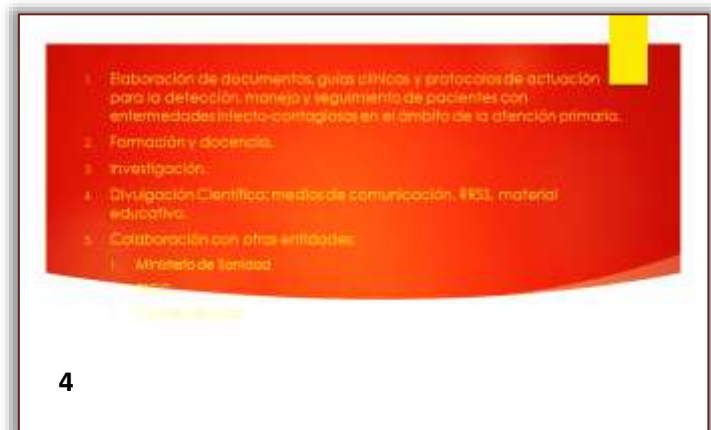 1. Elaboración de documentos, guías clínicas y protocolos de actuación
para la detección, manejo y seguimiento de pacientes con
enfermedades infecto-contagiosas en el ámbito de la atención primaria.
2. Formación y docencia.
3. Investigación.
4. Divulgación Científica: medios de comunicación, RRSS, material
educativo.
5. Colaboración con otras entidades:
1. Ministerio de Sanidad
4